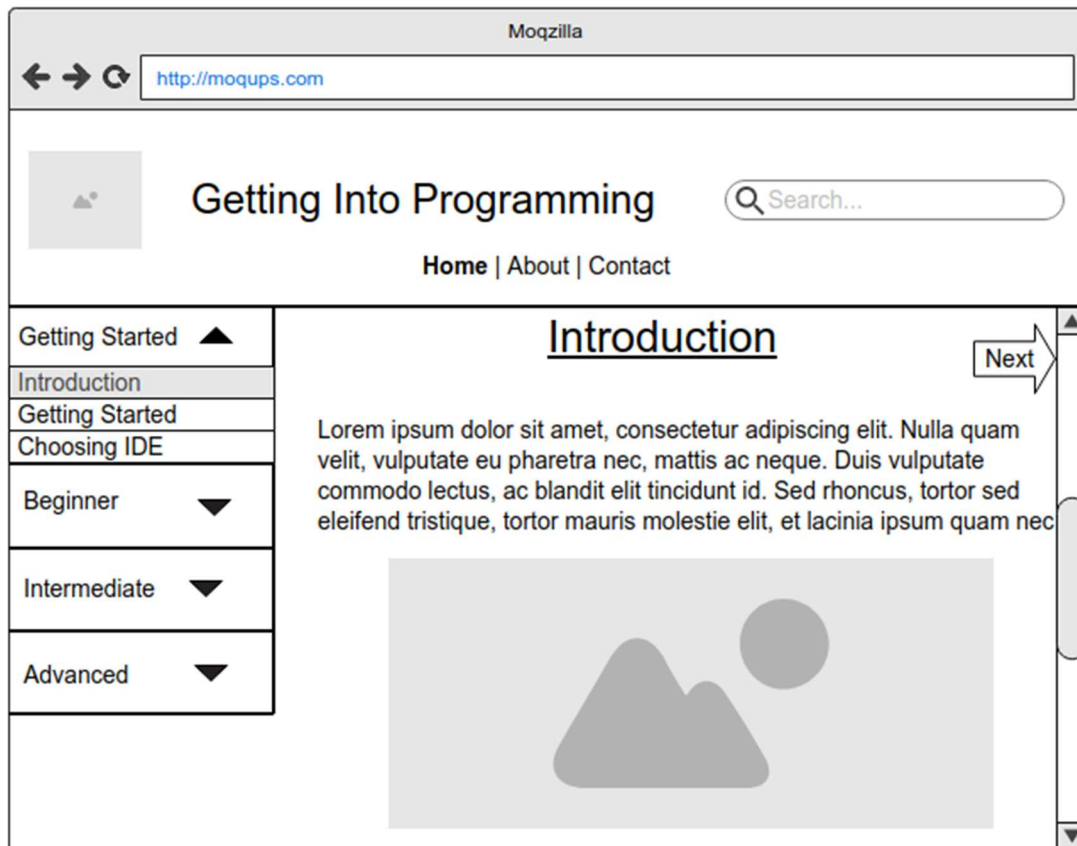 Moqzilla
http://moqups.com
Getting Into Programming
Search...
Home | About | Contact
Getting Started
Introduction
Getting Started
Choosing IDE
Beginner
Intermediate
Advanced
Introduction
Next
Lorem ipsum dolor sit amet, consectetur adipiscing elit. Nulla quam
velit, vulputate eu pharetra nec, mattis ac neque. Duis vulputate
commodo lectus, ac blandit elit tincidunt id. Sed rhoncus, tortor sed
eleifend tristique, tortor mauris molestie elit, et lacinia ipsum quam nec